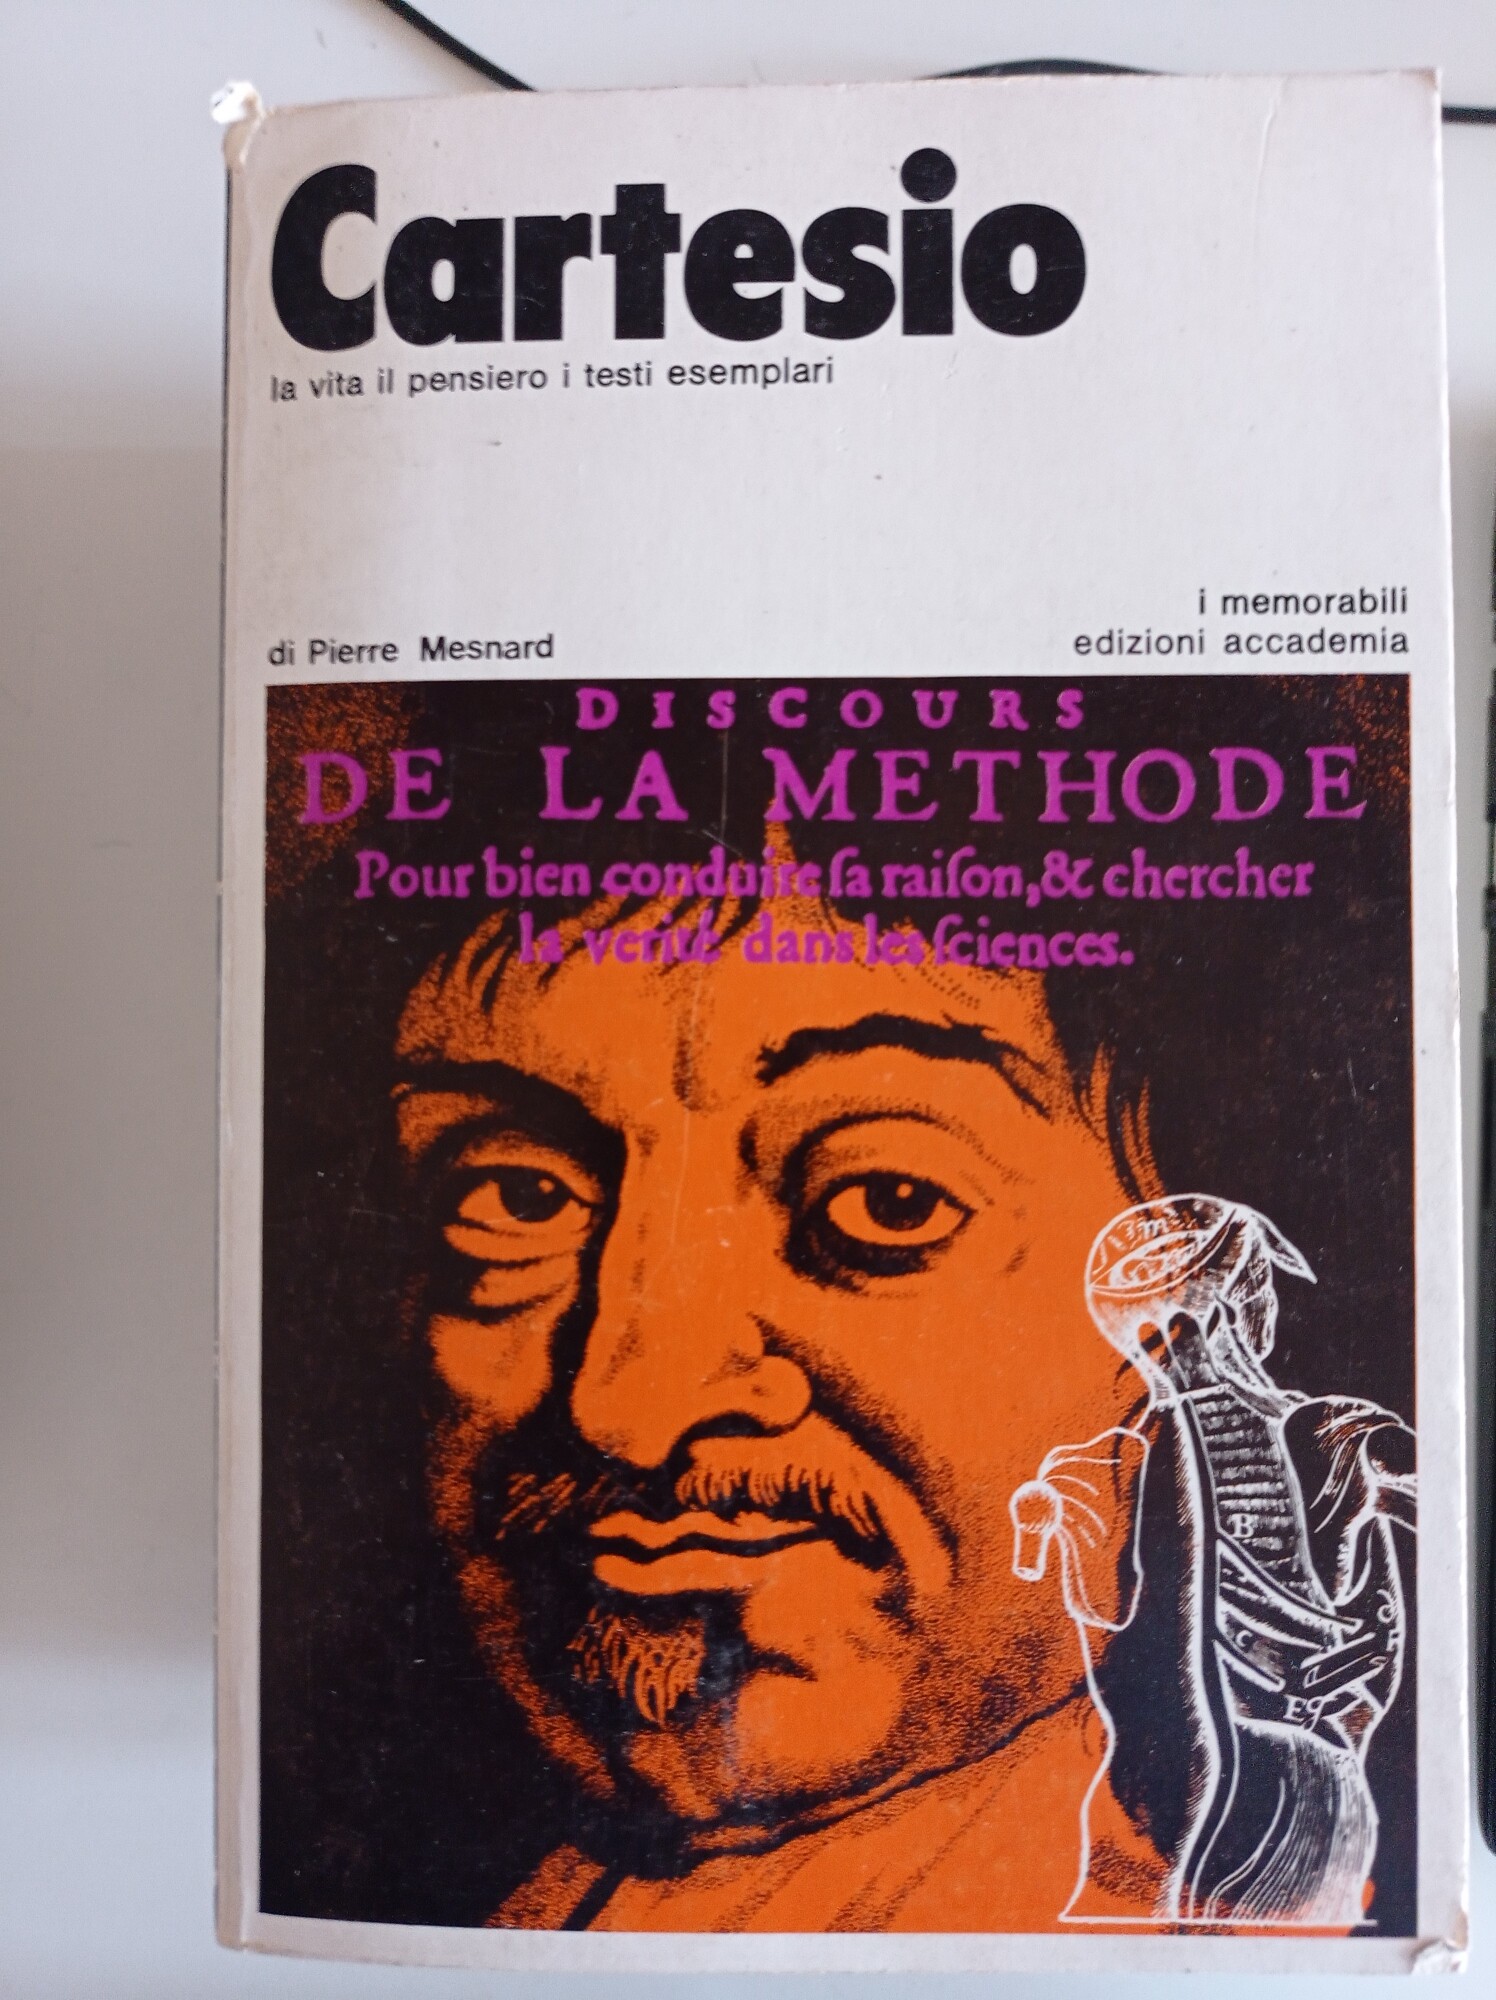 Cartesio
la vita il pensiero i testi esemplari
i memorabili
di Pierre Mesnard
edizioni accademia
DISCOURS
DE LA METHODE
Pour bien conduire ſa raiſon, & chercher
la verité dans les ſciences.
B
C
E g